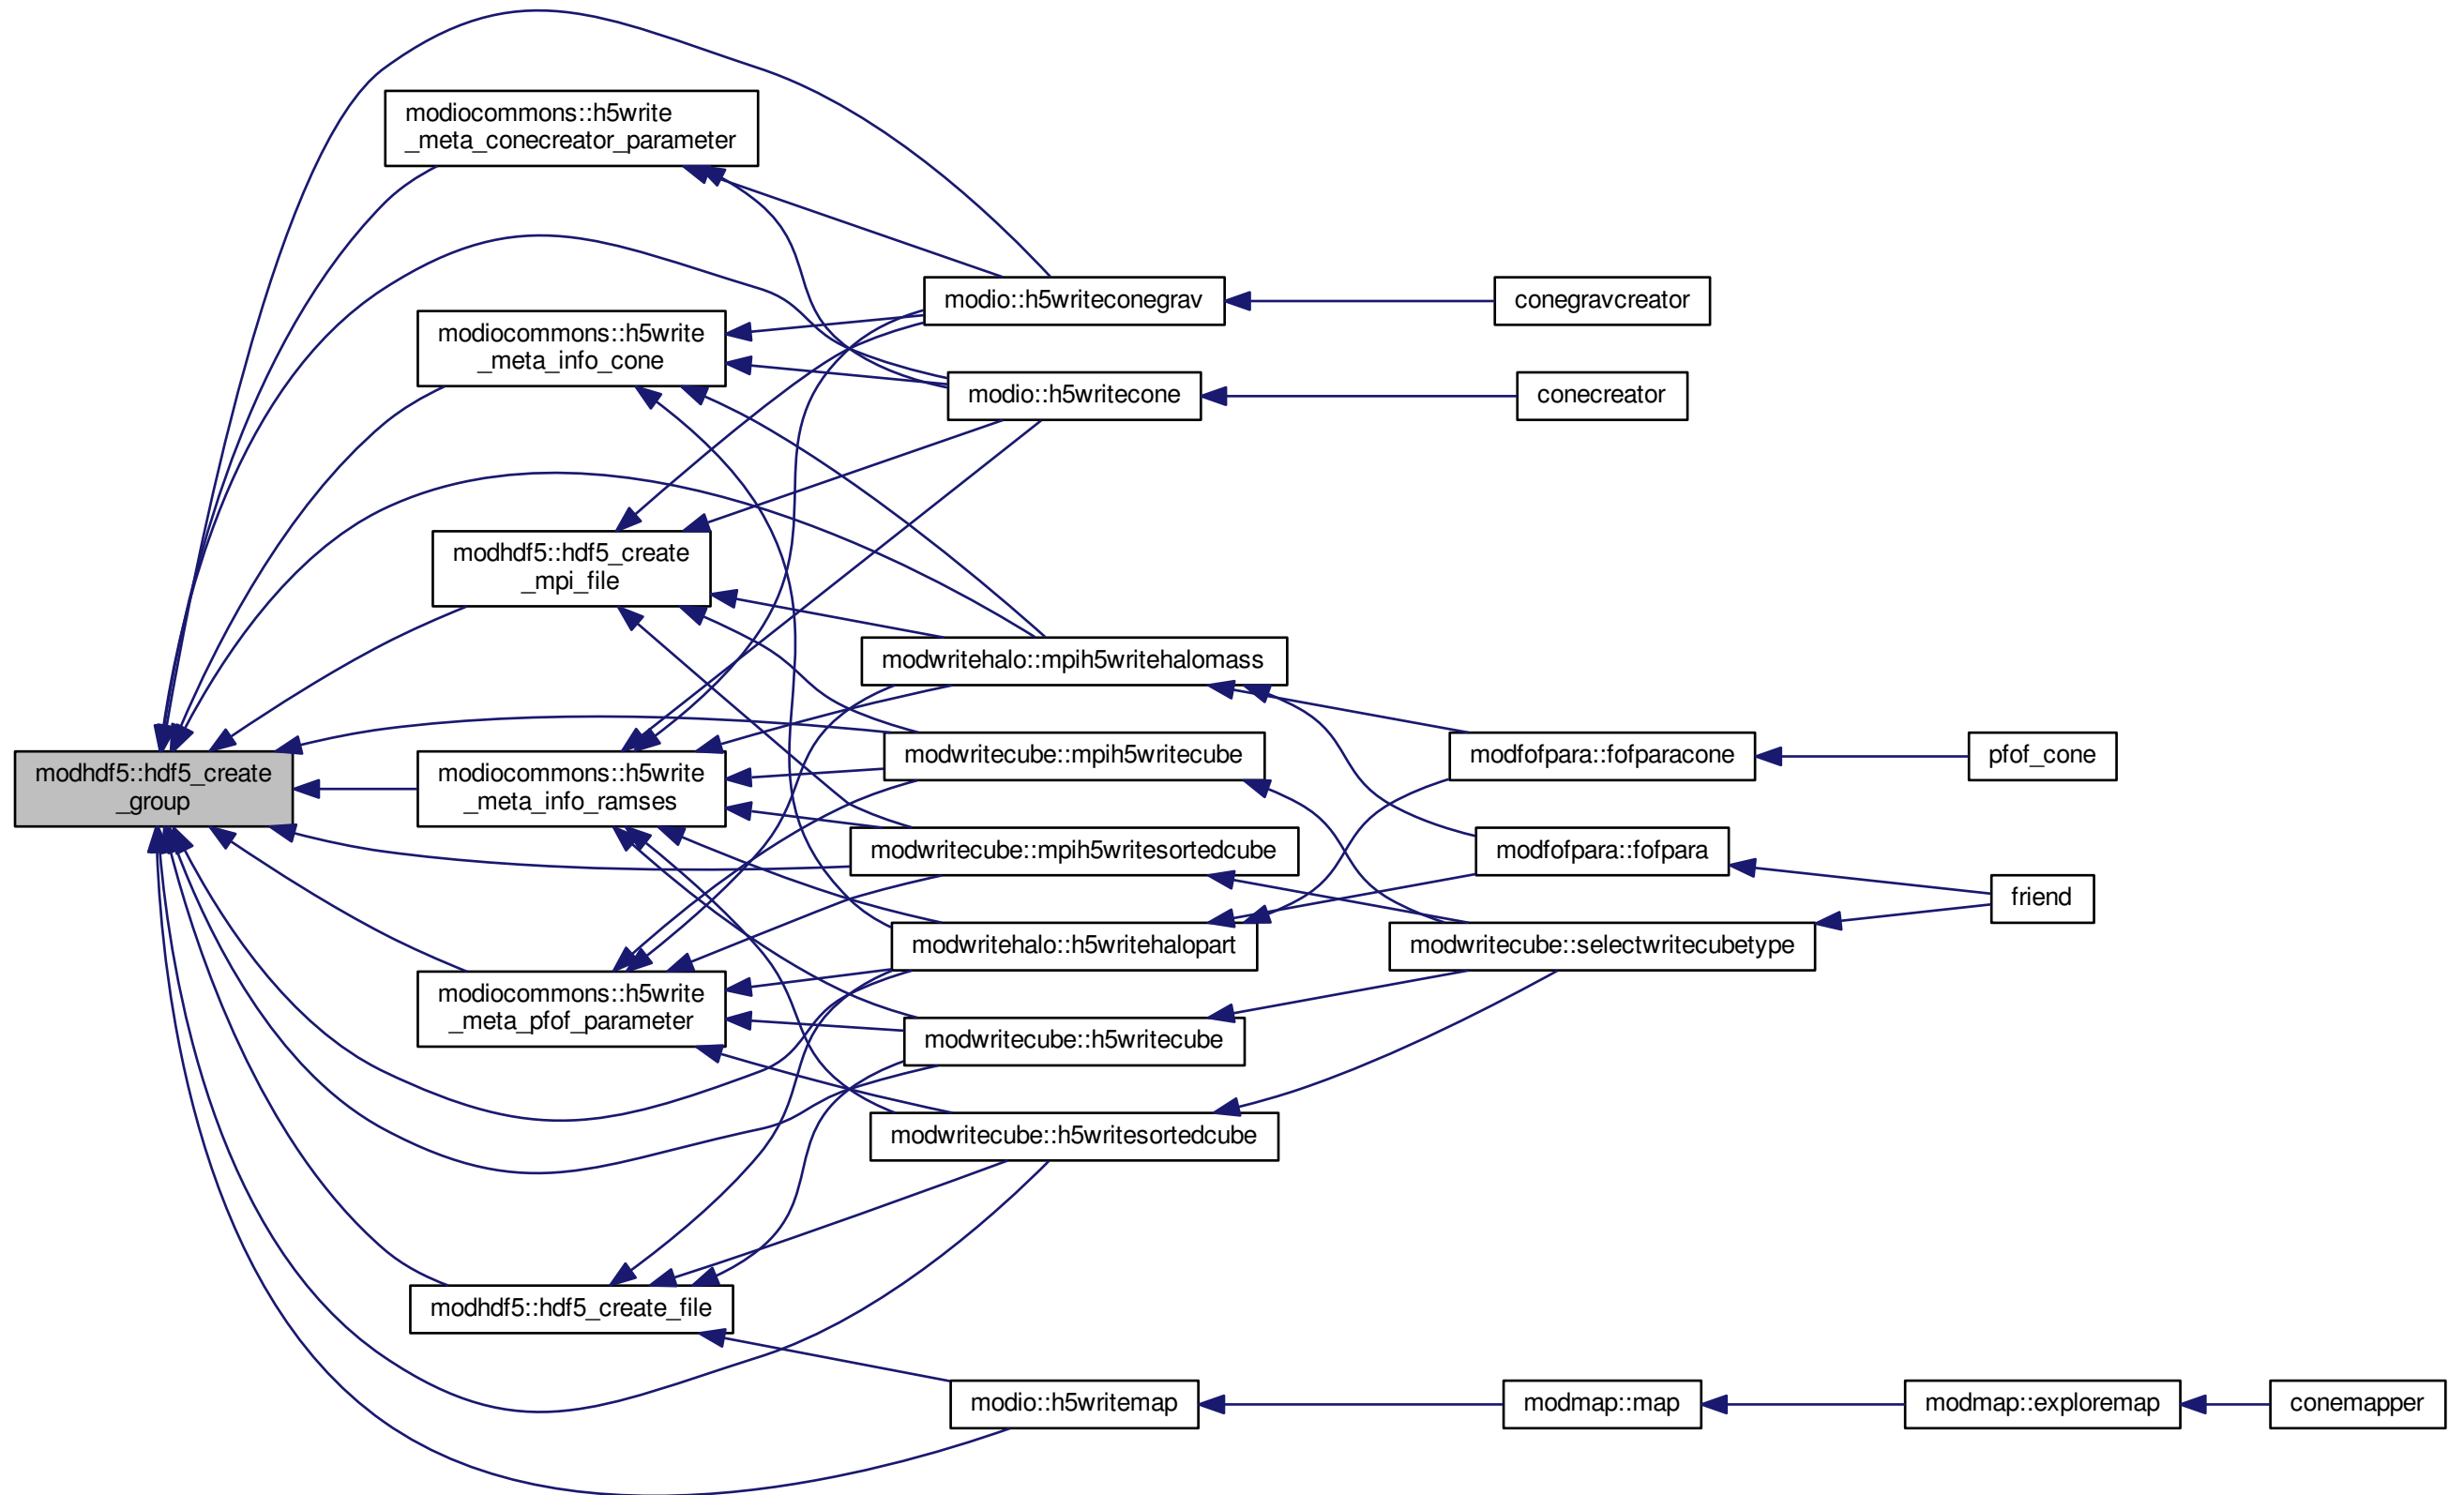 modiocommons::h5write
_meta_conecreator_parameter
modio::h5writeconegrav
conegravcreator
modiocommons::h5write
_meta_info_cone
modio::h5writecone
conecreator
modhdf5::hdf5_create
_mpi_file
modwritehalo::mpih5writehalomass
modhdf5::hdf5_create
_group
modiocommons::h5write
_meta_info_ramses
modwritecube::mpih5writecube
modfofpara::fofparacone
pfof_cone
modwritecube::mpih5writesortedcube
modfofpara::fofpara
friend
modwritehalo::h5writehalopart
modwritecube::selectwritecubetype
modiocommons::h5write
_meta_pfof_parameter
modwritecube::h5writecube
modwritecube::h5writesortedcube
modhdf5::hdf5_create_file
modio::h5writemap
modmap::map
modmap::exploremap
conemapper